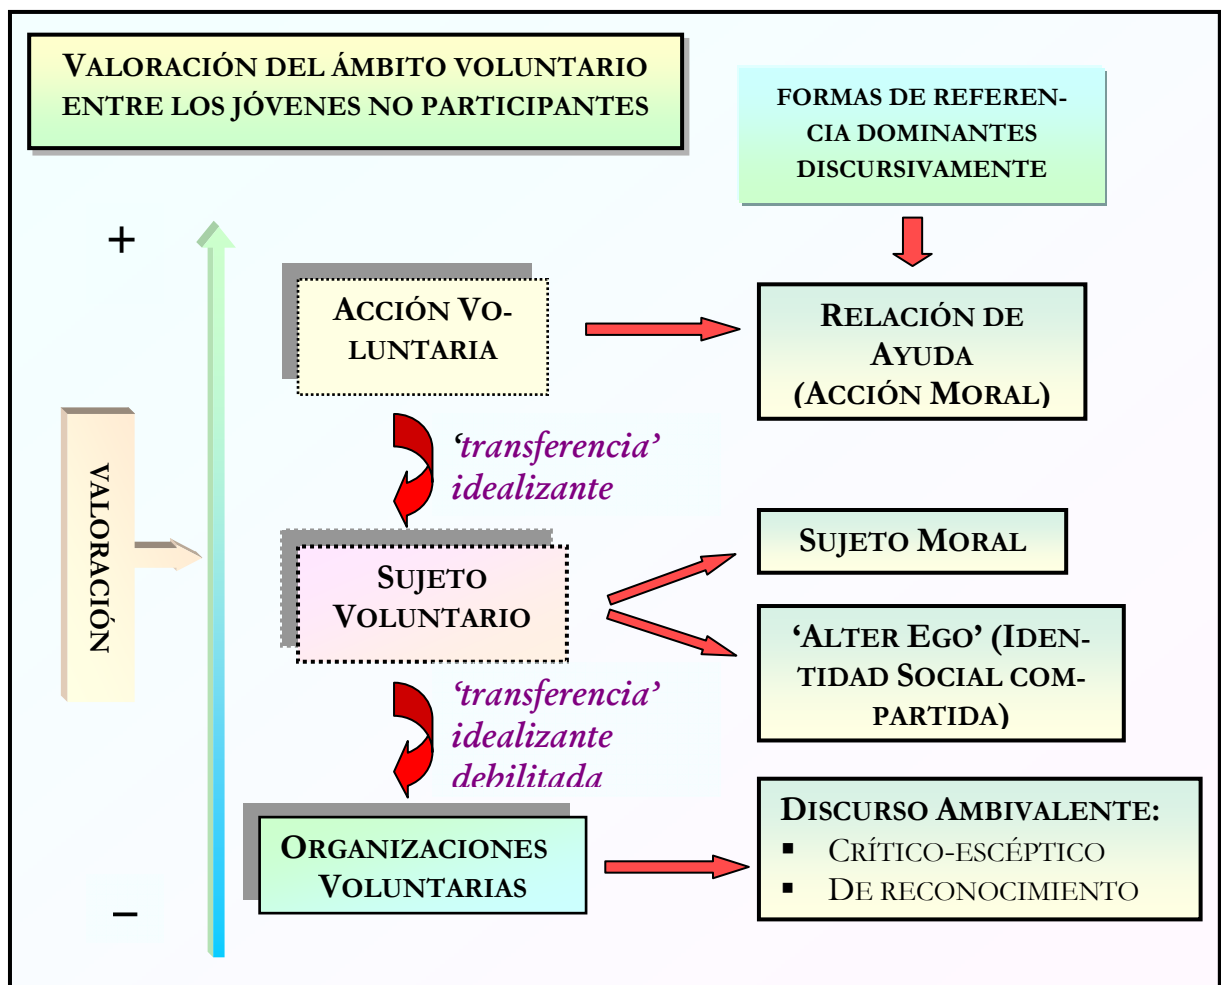 VALORACIÓN DEL ÁMBITO VOLUNTARIO
ENTRE LOS JÓVENES NO PARTICIPANTES
FORMAS DE REFEREN-
CIA DOMINANTES
DISCURSIVAMENTE
+
ACCIÓN VO-
LUNTARIA
RELACIÓN DE
AYUDA
(ACCIÓN MORAL)
‘transferencia’
idealizante
VALORACIÓN
SUJETO
VOLUNTARIO
SUJETO MORAL
‘ALTER EGO’ (IDEN-
TIDAD SOCIAL COM-
PARTIDA)
‘transferencia’
idealizante
debilitada
ORGANIZACIONES
VOLUNTARIAS
DISCURSO AMBIVALENTE:
▪ CRÍTICO-ESCÉPTICO
▪ DE RECONOCIMIENTO
–